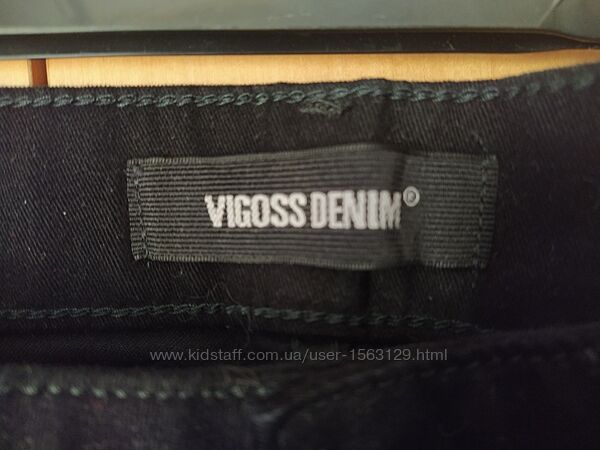 VIGOSS DENIM®
www.kidstaff.com.ua/user-1563129.html